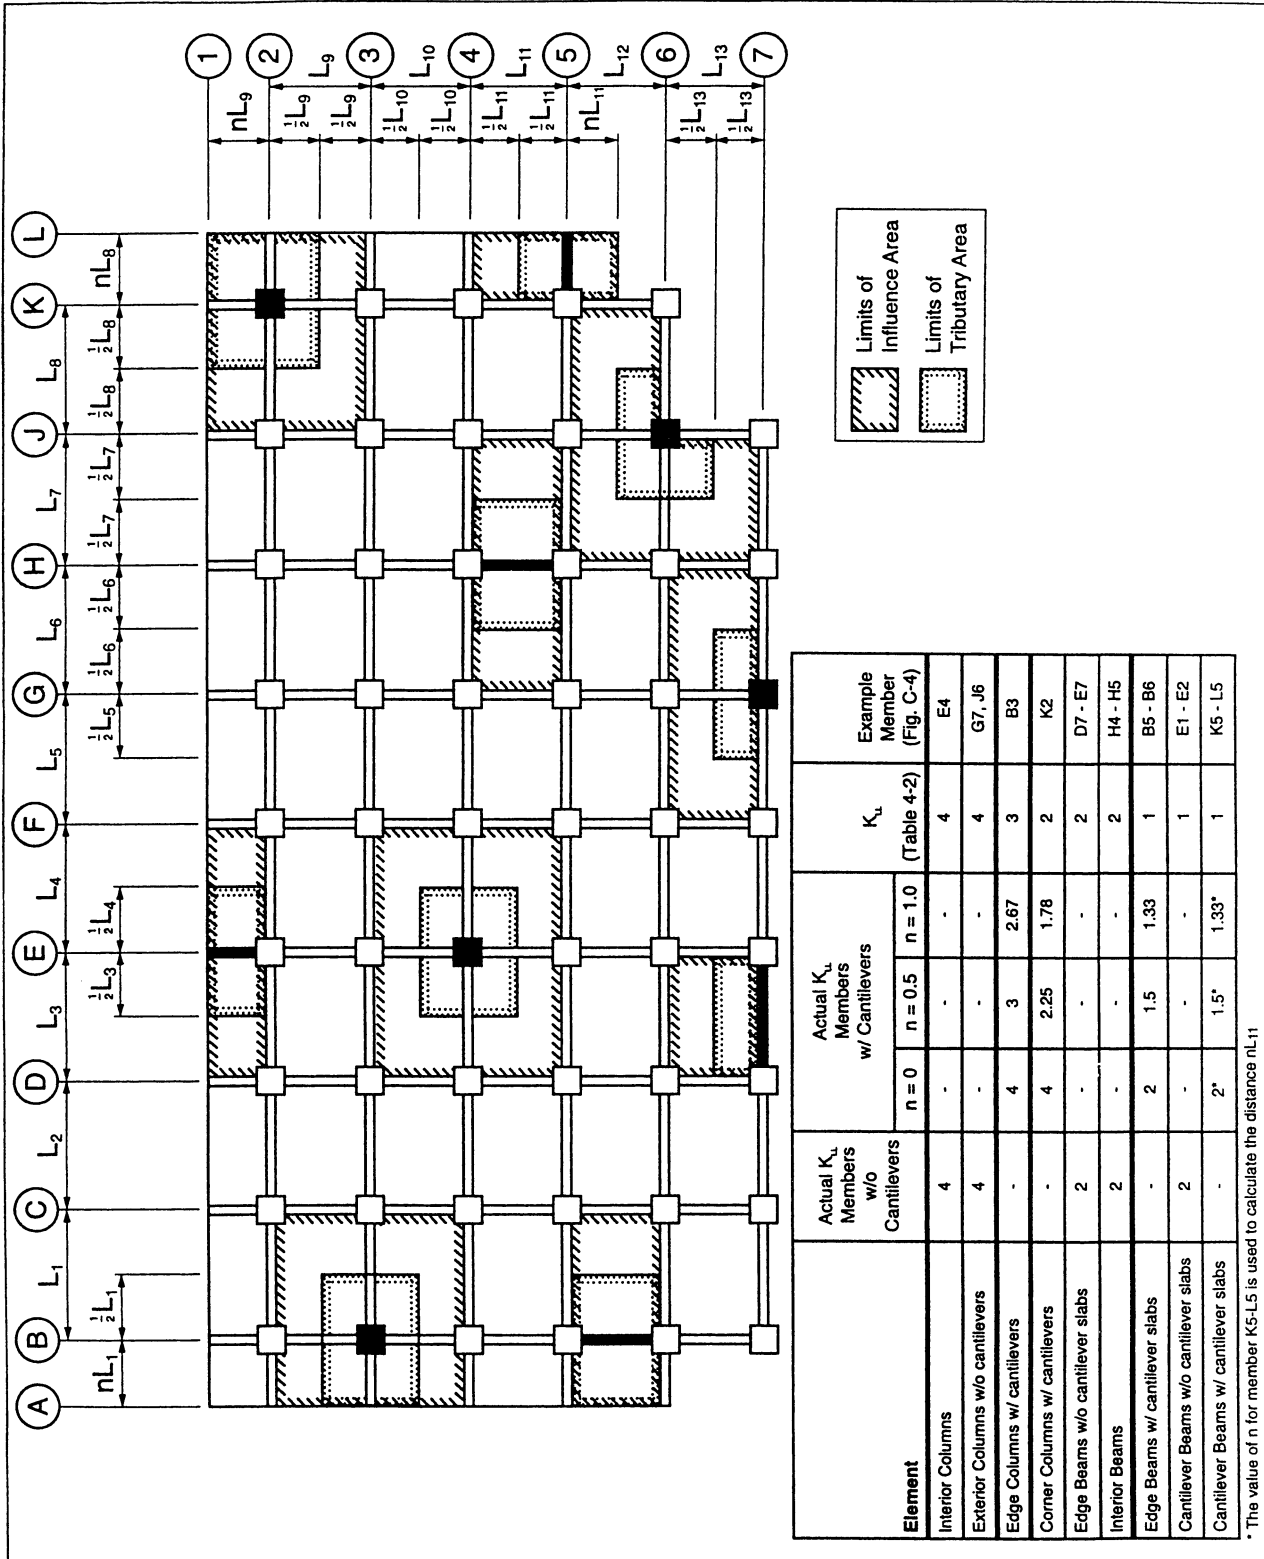 A B C D E F G H J K L
L1 L2 L3 L4 L5 L6 L7 L8
nL1 ½L1 ½L3 ½L4 ½L5 ½L6 ½L6 ½L7 ½L7 ½L8 ½L8 nL8
1 2 3 4 5 6 7
nL9 ½L9 ½L9 ½L10 ½L10 ½L11 ½L11 nL11 ½L13 ½L13
L9 L10 L11 L12 L13
Limits of
Influence Area
Limits of
Tributary Area
Element | Actual KLL Members w/o Cantilevers | Actual KLL Members w/ Cantilevers | KLL (Table 4-2) | Example Member (Fig. C-4)
n = 0 | n = 0.5 | n = 1.0
Interior Columns | 4 | - | - | - | 4 | E4
Exterior Columns w/o cantilevers | 4 | - | - | - | 4 | G7, J6
Edge Columns w/ cantilevers | - | 4 | 3 | 2.67 | 3 | B3
Corner Columns w/ cantilevers | - | 4 | 2.25 | 1.78 | 2 | K2
Edge Beams w/o cantilever slabs | 2 | - | - | - | 2 | D7 - E7
Interior Beams | 2 | - | - | - | 2 | H4 - H5
Edge Beams w/ cantilever slabs | - | 2 | 1.5 | 1.33 | 1 | B5 - B6
Cantilever Beams w/o cantilever slabs | 2 | - | - | - | 1 | E1 - E2
Cantilever Beams w/ cantilever slabs | - | 2* | 1.5* | 1.33* | 1 | K5 - L5
* The value of n for member K5-L5 is used to calculate the distance nL11